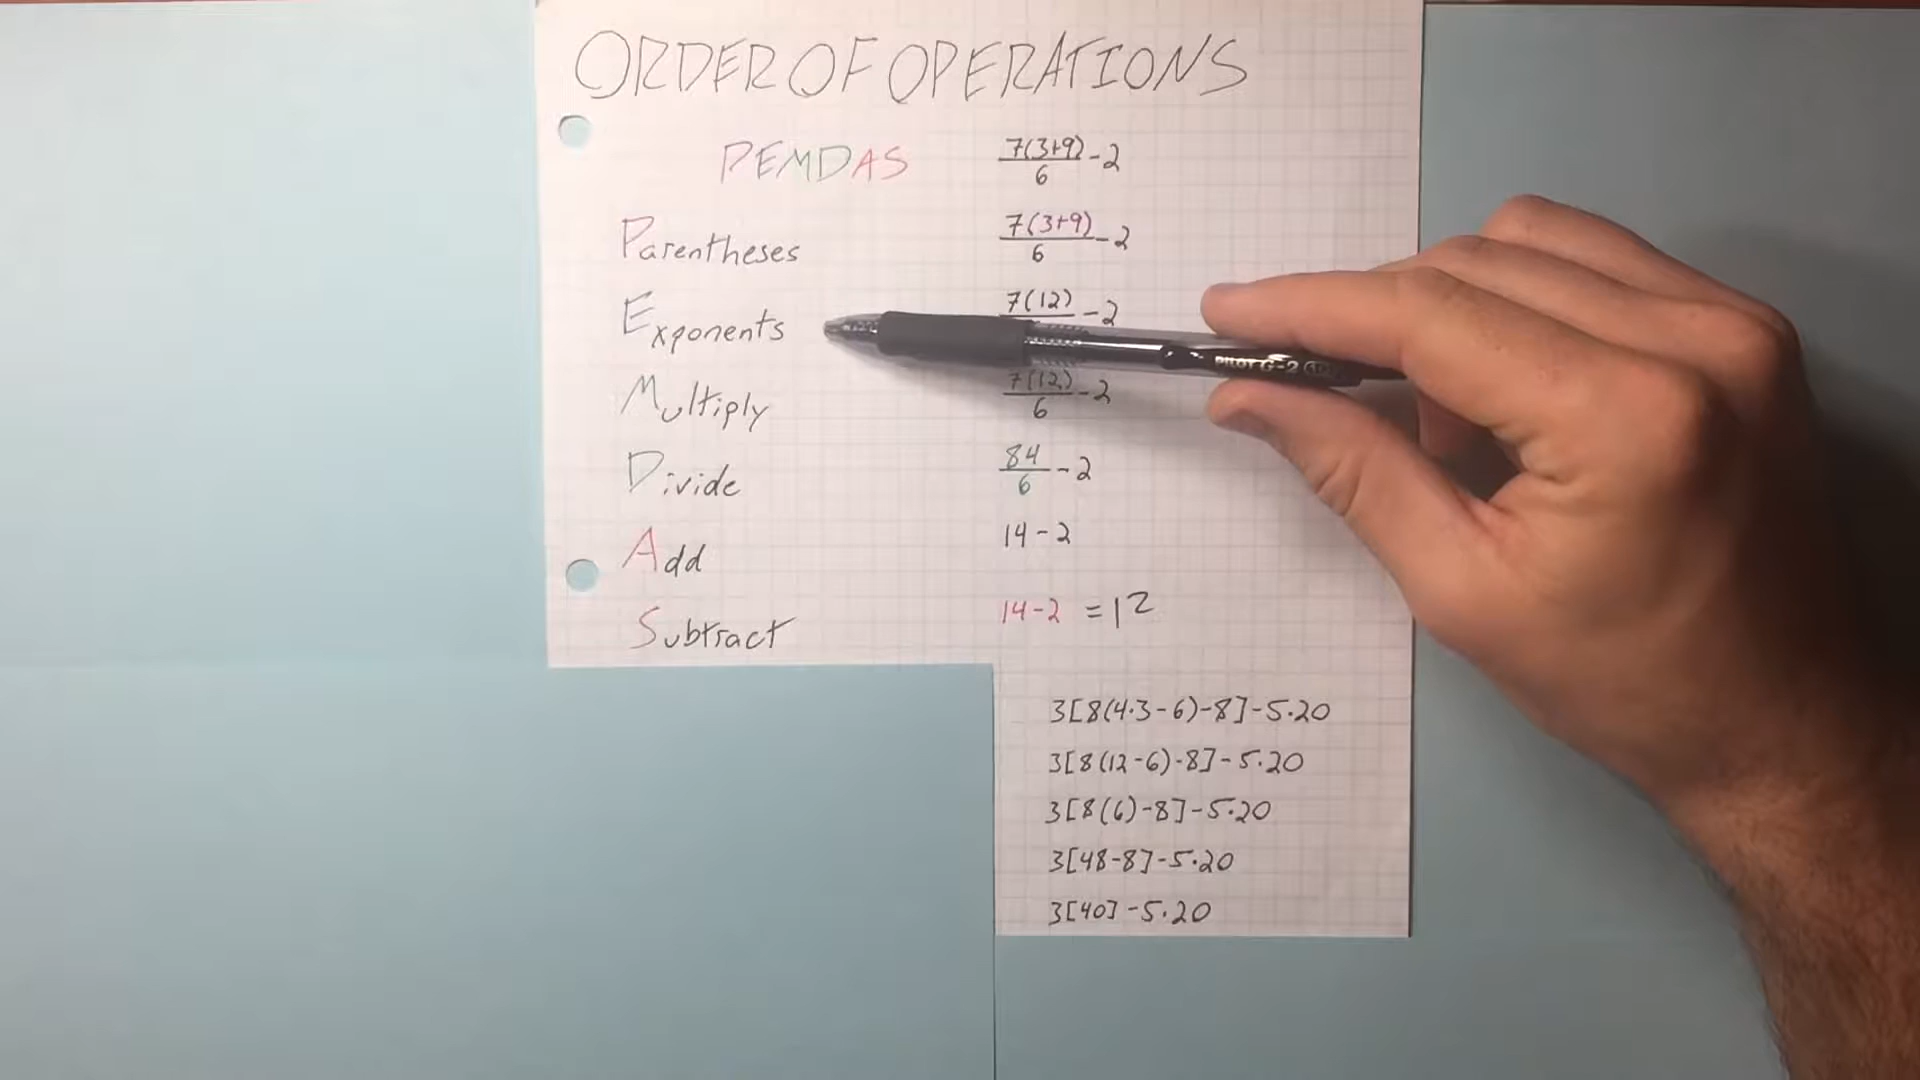 ORDER OF OPERATIONS
PEMDAS
7(3+9)/6 - 2
Parentheses
7(3+9)/6 - 2
Exponents
7(12) - 2
PILOT G-2
Multiply
7(12)/6 - 2
Divide
84/6 - 2
Add
14 - 2
Subtract
14 - 2 = 12
3[8(4·3-6)-8]-5·20
3[8(12-6)-8]-5·20
3[8(6)-8]-5·20
3[48-8]-5·20
3[40]-5·20